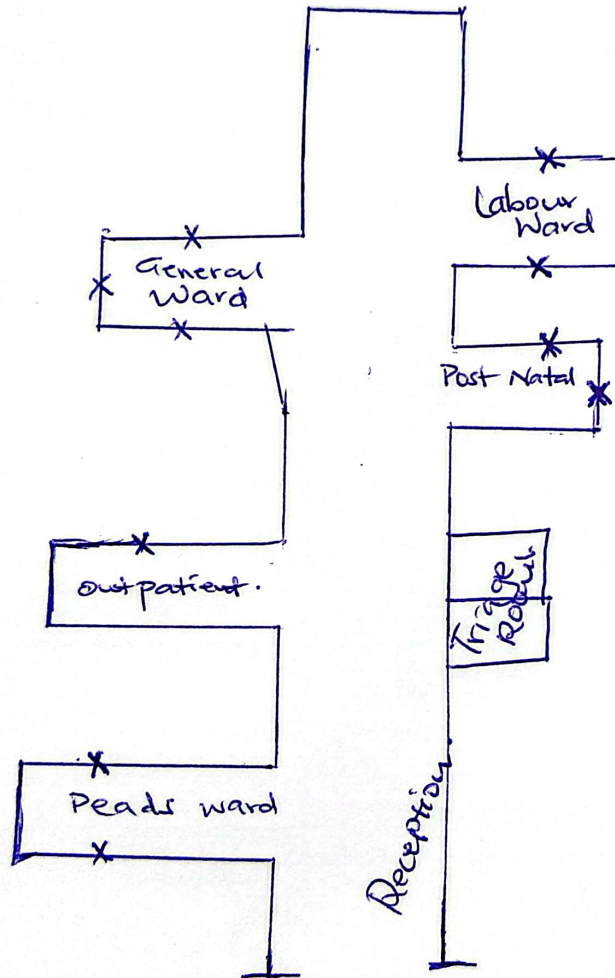 Labour
Ward
General
Ward
Post Natal
outpatient.
Triage
Room
Peads ward
Reception